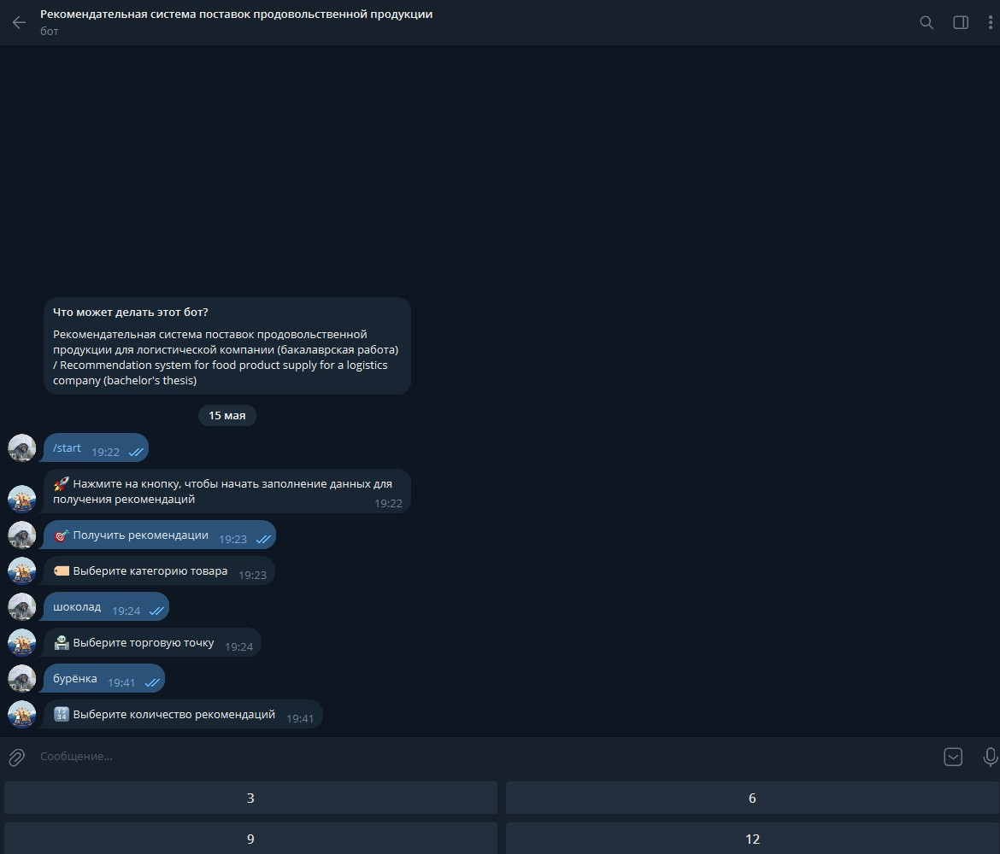 Рекомендательная система поставок продовольственной продукции
бот
Что может делать этот бот?
Рекомендательная система поставок продовольственной
продукции для логистической компании (бакалаврская работа)
/ Recommendation system for food product supply for a logistics
company (bachelor's thesis)
15 мая
/start 19:22
🚀 Нажмите на кнопку, чтобы начать заполнение данных для
получения рекомендаций 19:22
🎯 Получить рекомендации 19:23
🏷️ Выберите категорию товара 19:23
шоколад 19:24
🏪 Выберите торговую точку 19:24
бурёнка 19:41
🔢 Выберите количество рекомендаций 19:41
Сообщение...
3 6
9 12